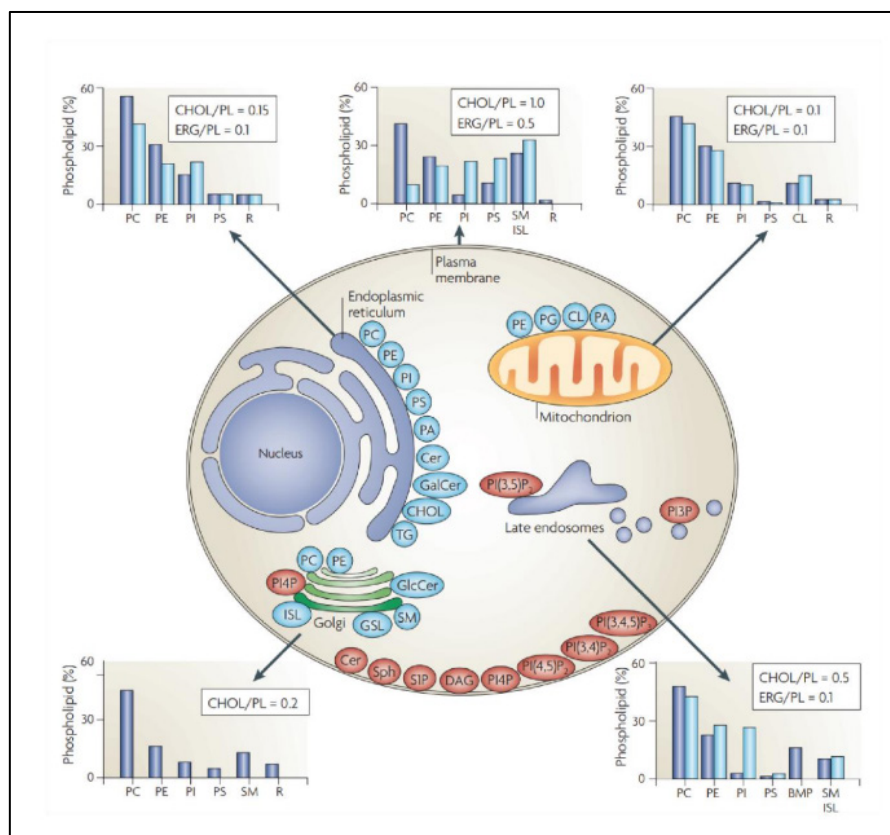 60
30
0
Phospholipid (%)
CHOL/PL = 0.15
ERG/PL = 0.1
PC PE PI PS R
60
30
0
Phospholipid (%)
CHOL/PL = 1.0
ERG/PL = 0.5
PC PE PI PS SM R
ISL
60
30
0
Phospholipid (%)
CHOL/PL = 0.1
ERG/PL = 0.1
PC PE PI PS CL R
Plasma
membrane
Endoplasmic
reticulum
PC
PE
PI
PS
PA
Cer
GalCer
CHOL
TG
Nucleus
PE PG CL PA
Mitochondrion
PI(3,5)P₂
Late endosomes
PI3P
PC PE
PI4P
GlcCer
ISL
Golgi
GSL
SM
Cer
Sph
S1P
DAG
PI4P
PI(4,5)P₂
PI(3,4)P₂
PI(3,4,5)P₃
60
30
0
Phospholipid (%)
CHOL/PL = 0.2
PC PE PI PS SM R
60
30
0
Phospholipid (%)
CHOL/PL = 0.5
ERG/PL = 0.1
PC PE PI PS BMP SM
ISL